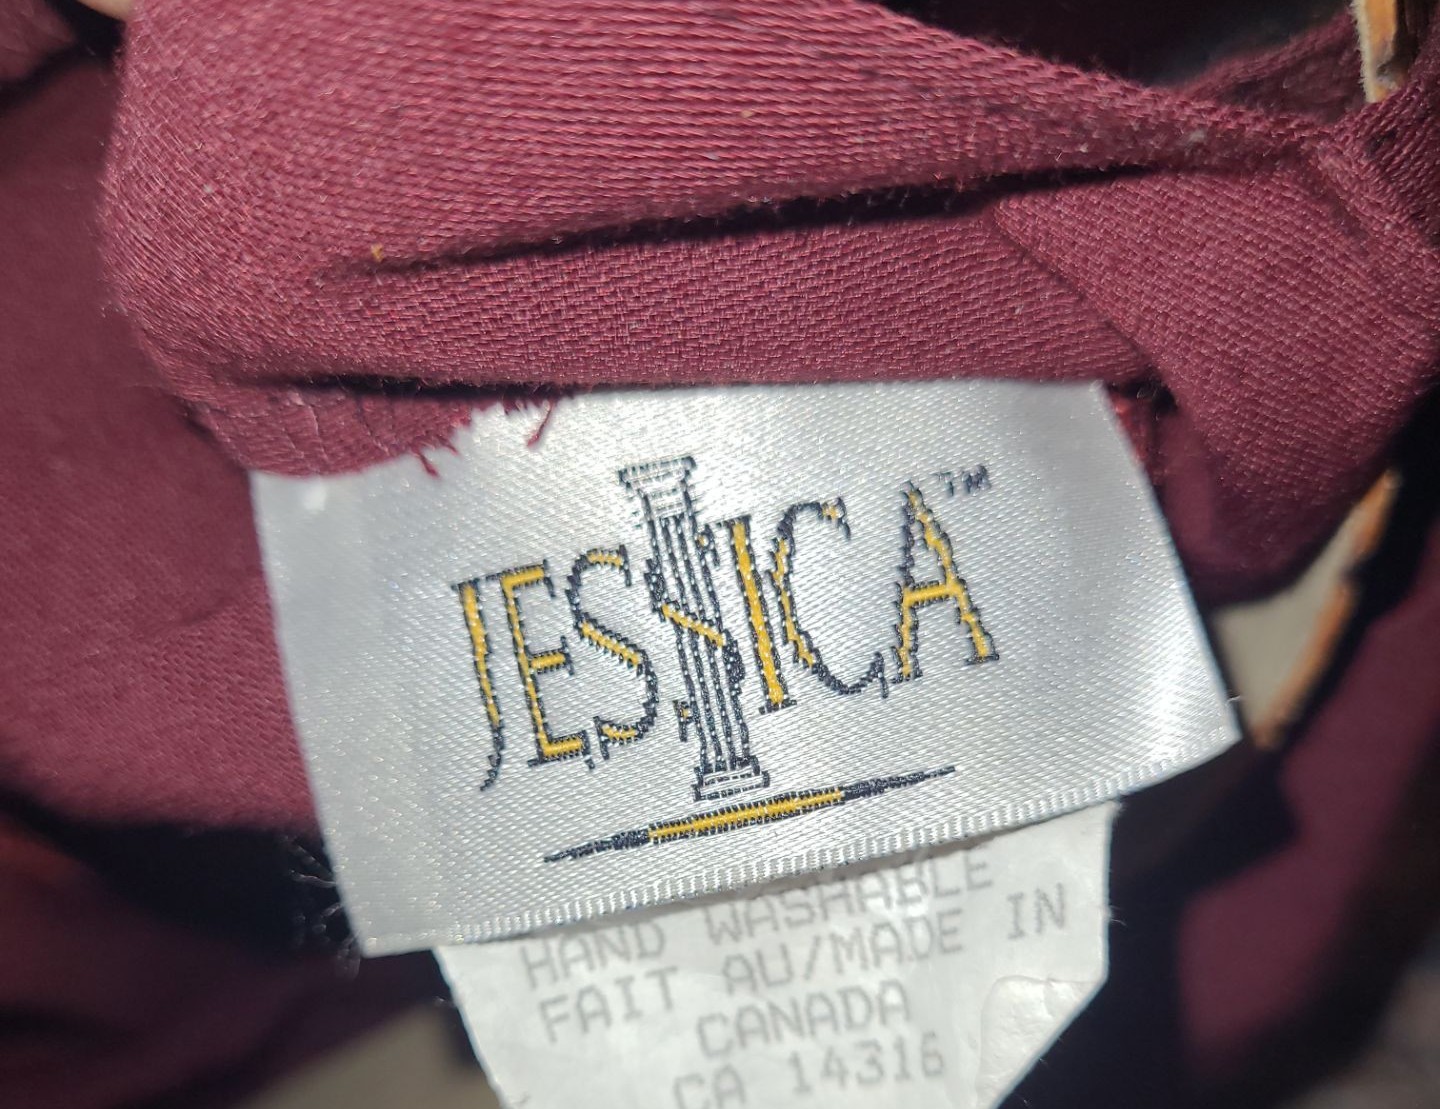 JESSICA™
HAND WASHABLE
FAIT AU/MADE IN
CANADA
CA 14316